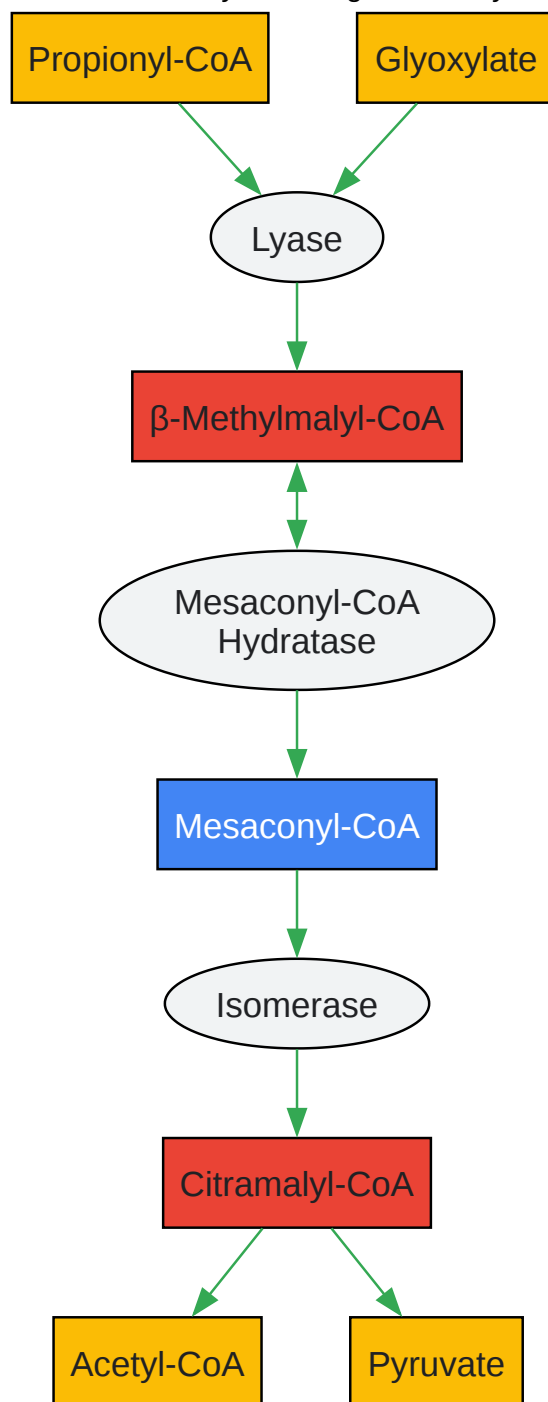 Propionyl-CoA
Glyoxylate
Lyase
β-Methylmalyl-CoA
Mesaconyl-CoA
Hydratase
Mesaconyl-CoA
Isomerase
Citramalyl-CoA
Acetyl-CoA
Pyruvate